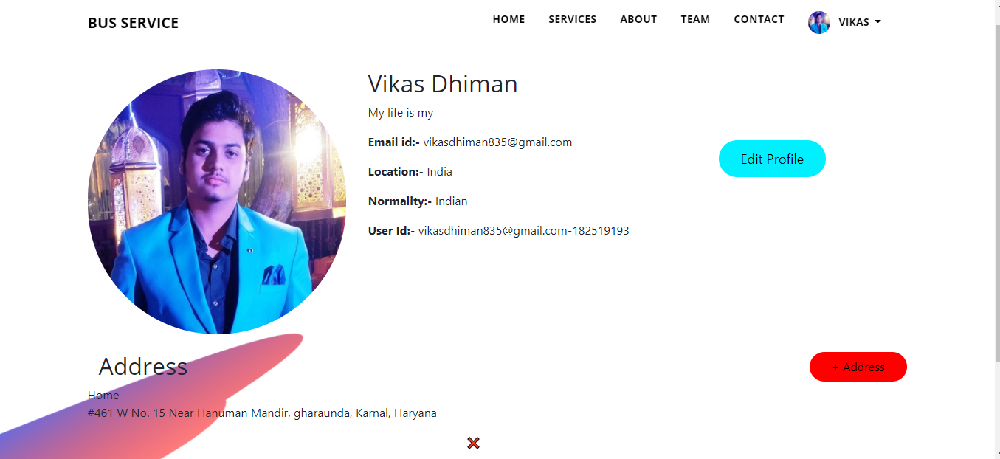 BUS SERVICE
HOME SERVICES ABOUT TEAM CONTACT VIKAS
Vikas Dhiman
My life is my
Email id:- vikasdhiman835@gmail.com
Edit Profile
Location:- India
Normality:- Indian
User Id:- vikasdhiman835@gmail.com-182519193
Address
+ Address
Home
#461 W No. 15 Near Hanuman Mandir, gharaunda, Karnal, Haryana